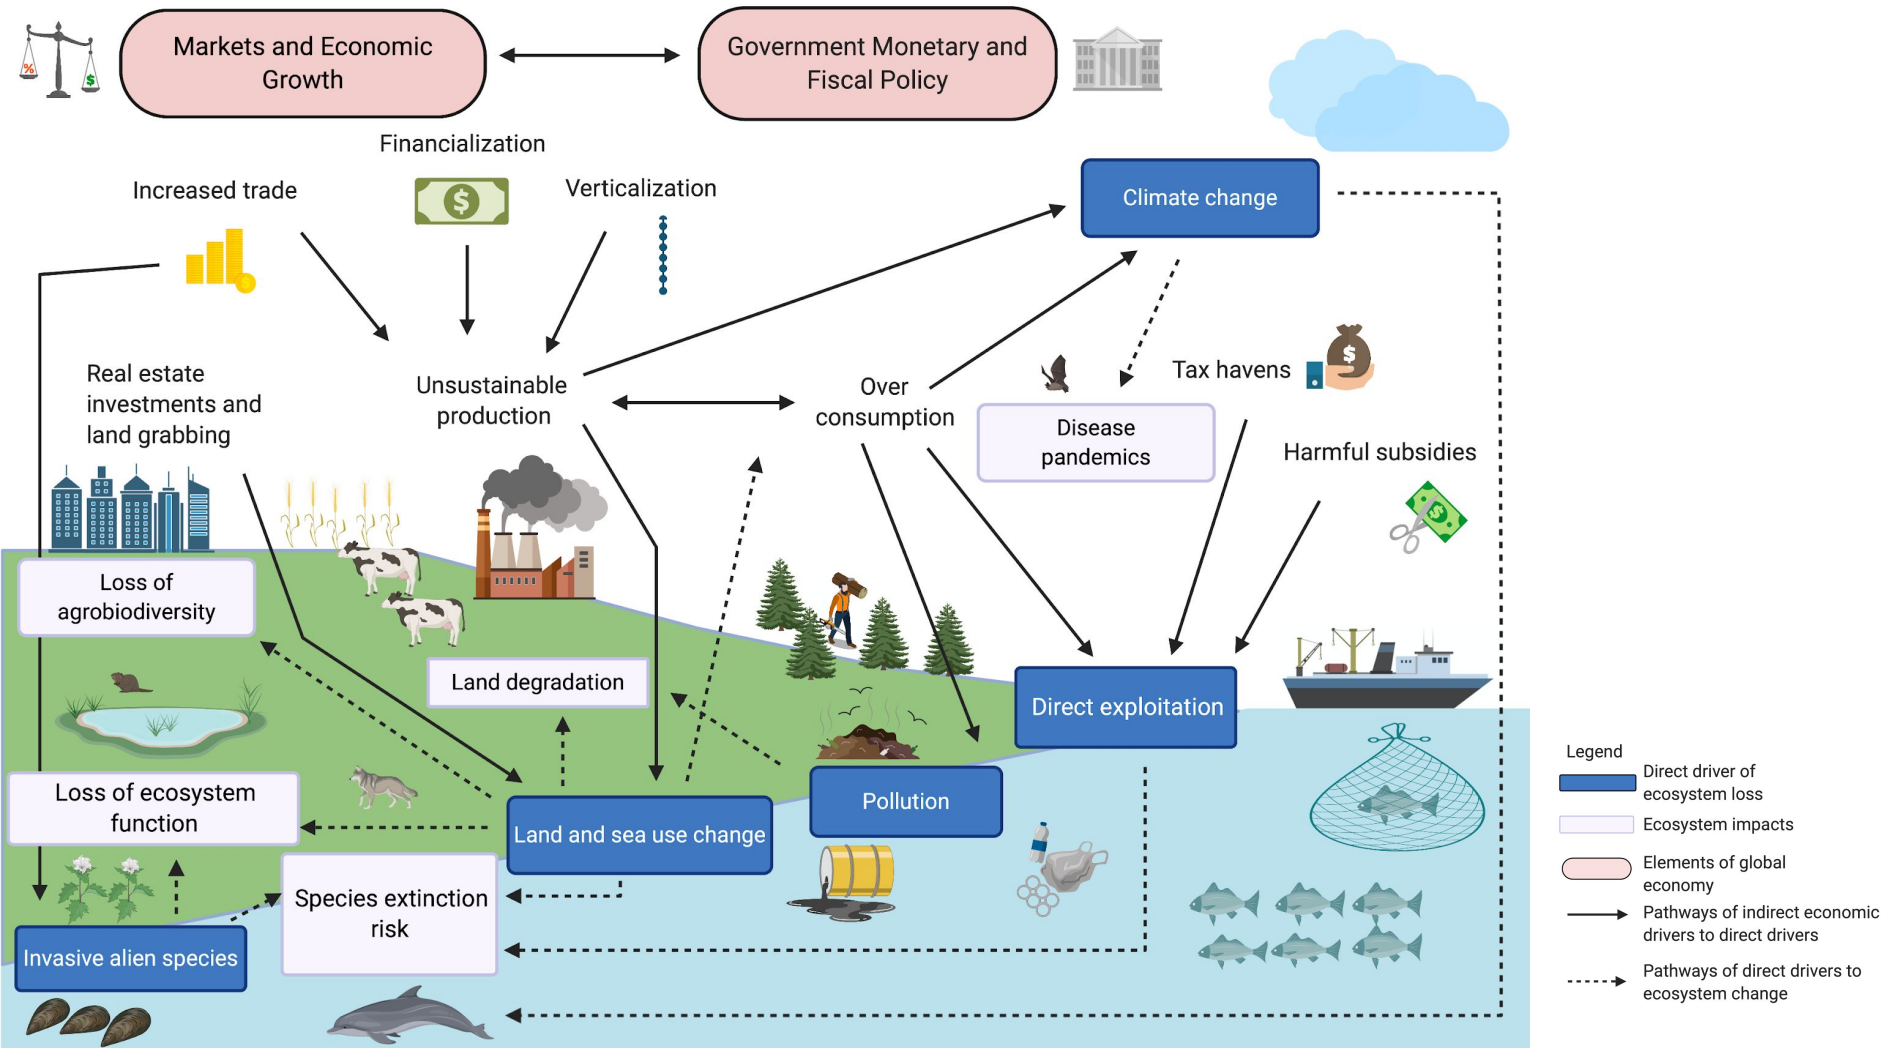 Markets and Economic
Growth
Government Monetary and
Fiscal Policy
%
$
Financialization
$
Increased trade
Verticalization
$
Climate change
Real estate
investments and
land grabbing
Unsustainable
production
Over
consumption
Tax havens
$
Disease
pandemics
Harmful subsidies
$
Loss of
agrobiodiversity
Land degradation
Direct exploitation
Loss of ecosystem
function
Land and sea use change
Pollution
Species extinction
risk
Invasive alien species
Legend
Direct driver of
ecosystem loss
Ecosystem impacts
Elements of global
economy
Pathways of indirect economic
drivers to direct drivers
Pathways of direct drivers to
ecosystem change